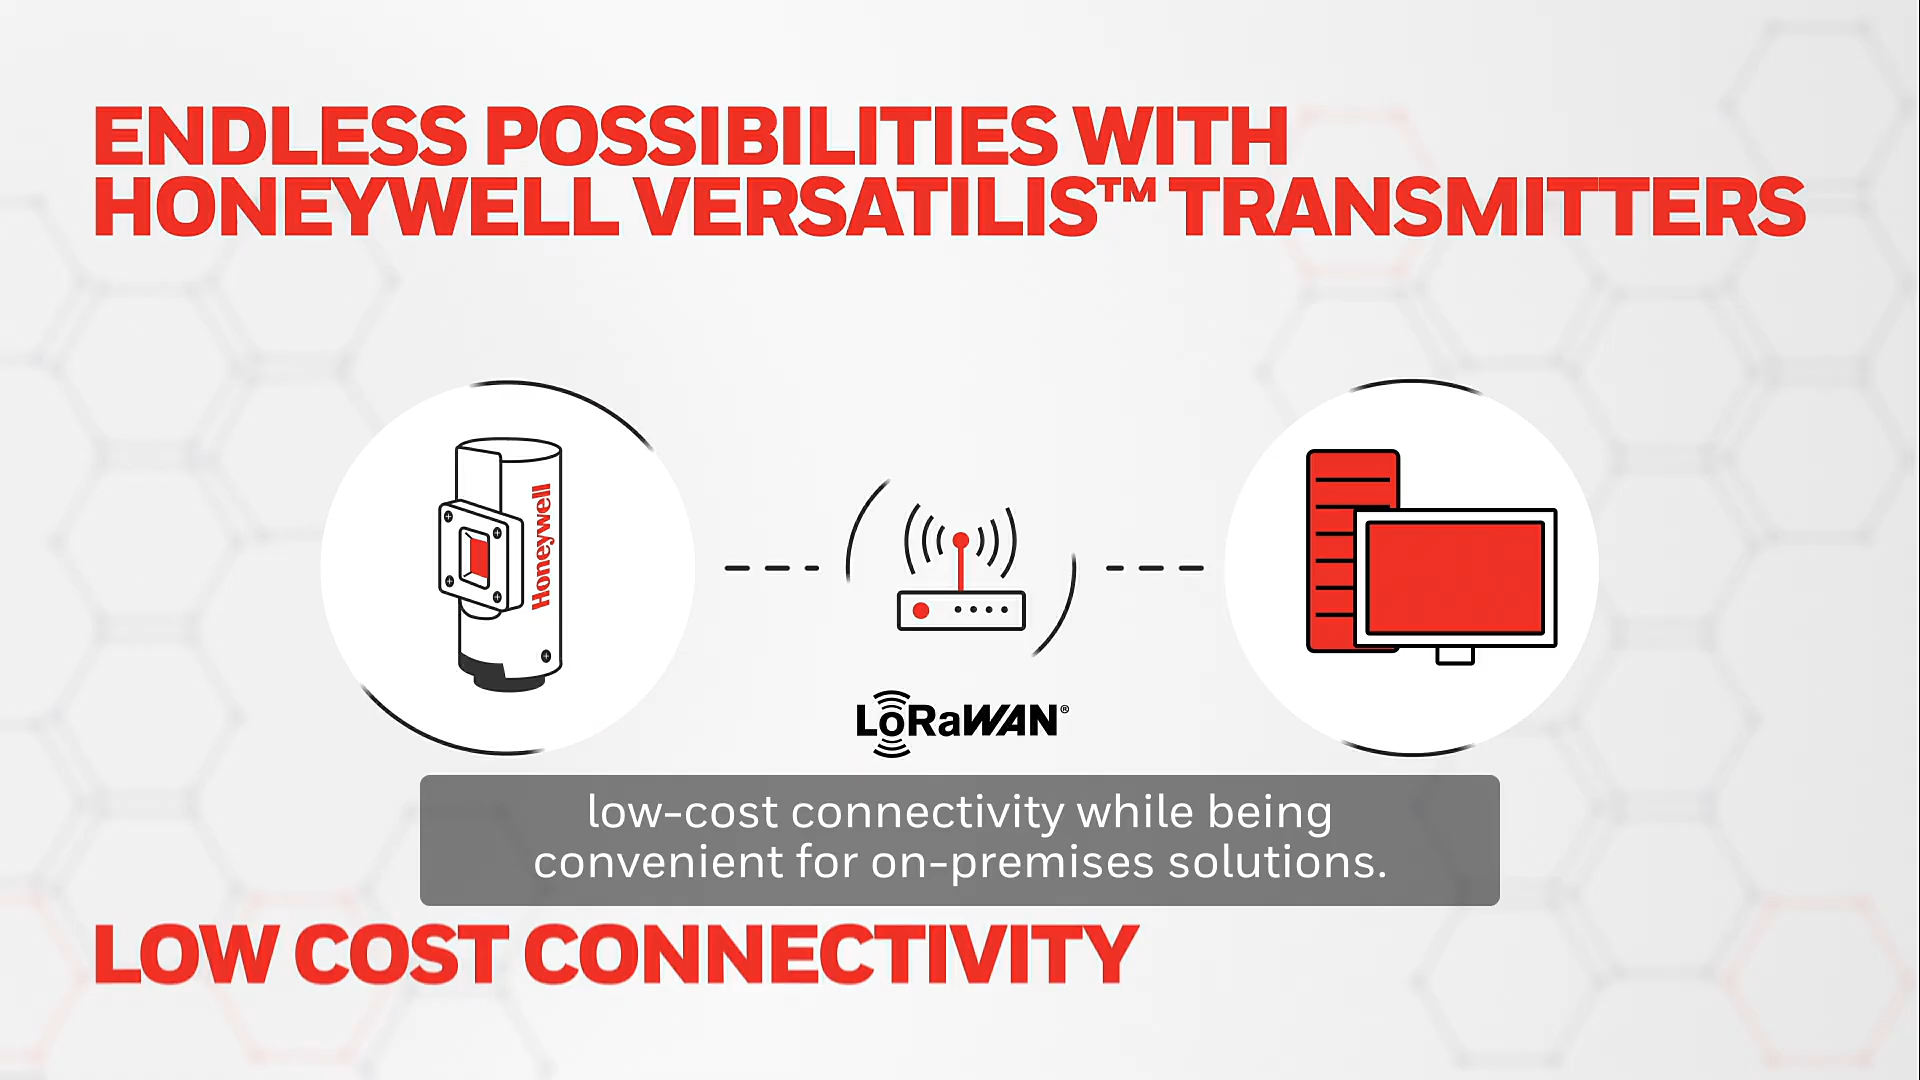 ENDLESS POSSIBILITIES WITH
HONEYWELL VERSATILIS™ TRANSMITTERS
Honeywell
LoRaWAN®
low-cost connectivity while being
convenient for on-premises solutions.
LOW COST CONNECTIVITY